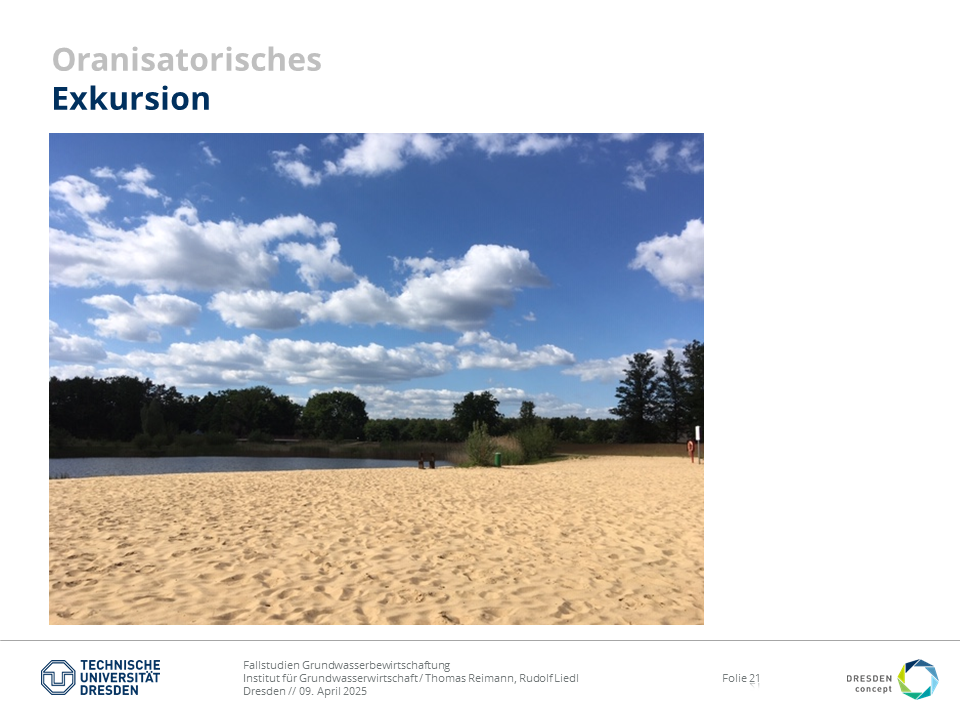 Oranisatorisches
Exkursion
TECHNISCHE
UNIVERSITÄT
DRESDEN
Fallstudien Grundwasserbewirtschaftung
Institut für Grundwasserwirtschaft / Thomas Reimann, Rudolf Liedl
Dresden // 09. April 2025
Folie 21
DRESDEN
concept